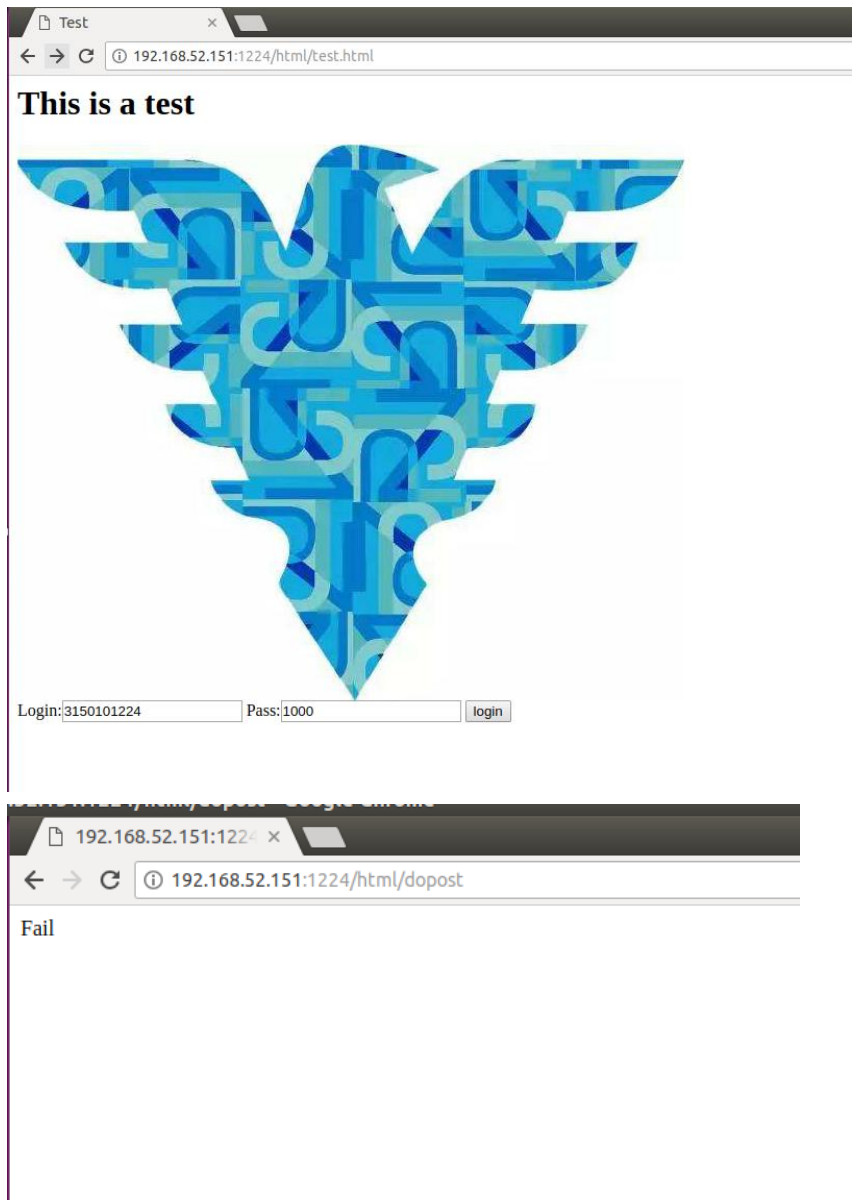 Test
192.168.52.151:1224/html/test.html
This is a test
Login:3150101224 Pass:1000 login
192.168.52.151:1224
192.168.52.151:1224/html/dopost
Fail